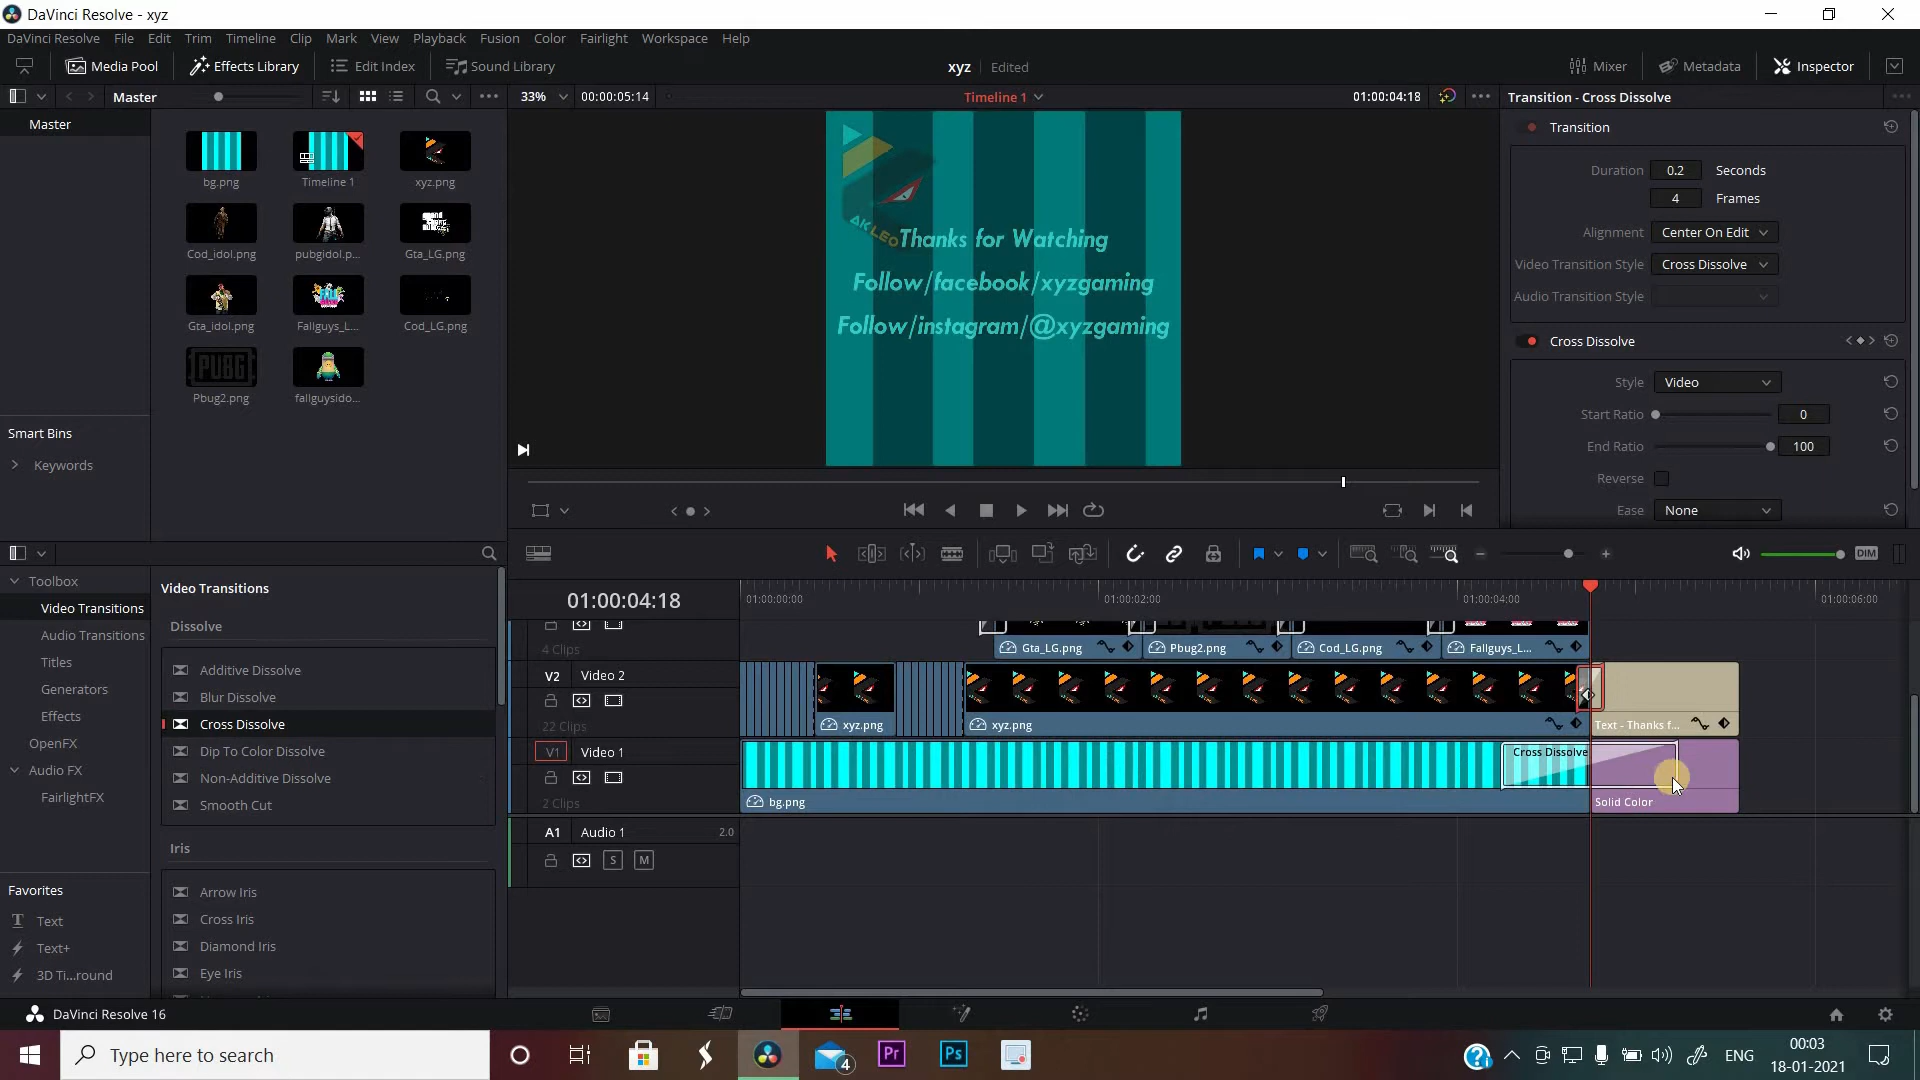 DaVinci Resolve - xyz
DaVinci Resolve File Edit Trim Timeline Clip Mark View Playback Fusion Color Fairlight Workspace Help
Media Pool Effects Library Edit Index Sound Library xyz Edited Mixer Metadata Inspector
Master 33% 00:00:05:14 Timeline 1 01:00:04:18 Transition - Cross Dissolve
Master
bg.png Timeline 1 xyz.png
Cod_idol.png pubgidol.p... Gta_LG.png
Gta_idol.png Fallguys_L... Cod_LG.png
PUBG
Pbug2.png fallguysido...
Smart Bins
Keywords
AK LEO
Thanks for Watching
Follow/facebook/xyzgaming
Follow/instagram/@xyzgaming
Transition
Duration 0.2 Seconds
4 Frames
Alignment Center On Edit
Video Transition Style Cross Dissolve
Audio Transition Style
Cross Dissolve
Style Video
Start Ratio 0
End Ratio 100
Reverse
Ease None
DIM
Toolbox
Video Transitions
Audio Transitions
Titles
Generators
Effects
OpenFX
Audio FX
FairlightFX
Favorites
Text
Text+
3D Ti...round
Video Transitions
Dissolve
Additive Dissolve
Blur Dissolve
Cross Dissolve
Dip To Color Dissolve
Non-Additive Dissolve
Smooth Cut
Iris
Arrow Iris
Cross Iris
Diamond Iris
Eye Iris
01:00:04:18 01:00:00:00 01:00:02:00 01:00:04:00 01:00:06:00
4 Clips Gta_LG.png Pbug2.png Cod_LG.png Fallguys_L...
V2 Video 2
22 Clips xyz.png xyz.png Text - Thanks f...
V1 Video 1 Cross Dissolve
2 Clips bg.png Solid Color
A1 Audio 1 2.0
S M
DaVinci Resolve 16
Type here to search 4 Pr Ps ENG 00:03
18-01-2021